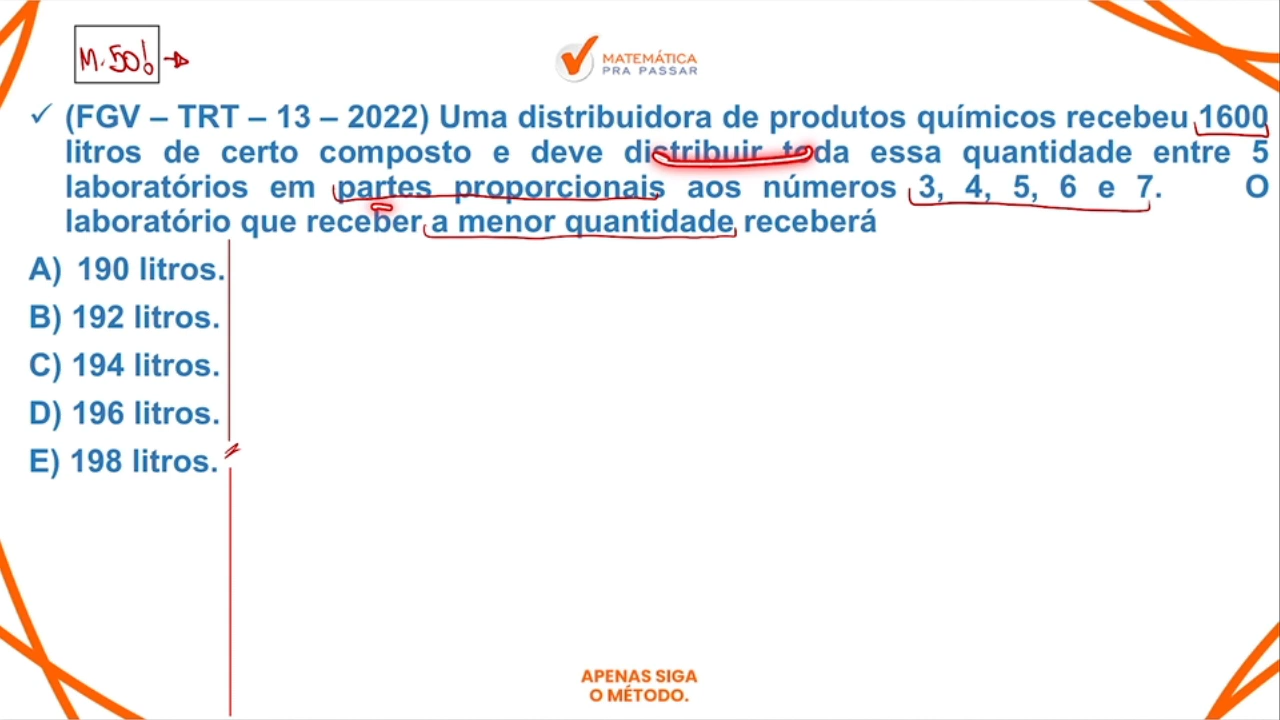 M.50!
MATEMÁTICA
PRA PASSAR
✓ (FGV – TRT – 13 – 2022) Uma distribuidora de produtos químicos recebeu 1600
litros de certo composto e deve distribuir toda essa quantidade entre 5
laboratórios em partes proporcionais aos números 3, 4, 5, 6 e 7. O
laboratório que receber a menor quantidade receberá
A) 190 litros.
B) 192 litros.
C) 194 litros.
D) 196 litros.
E) 198 litros.
APENAS SIGA
O MÉTODO.